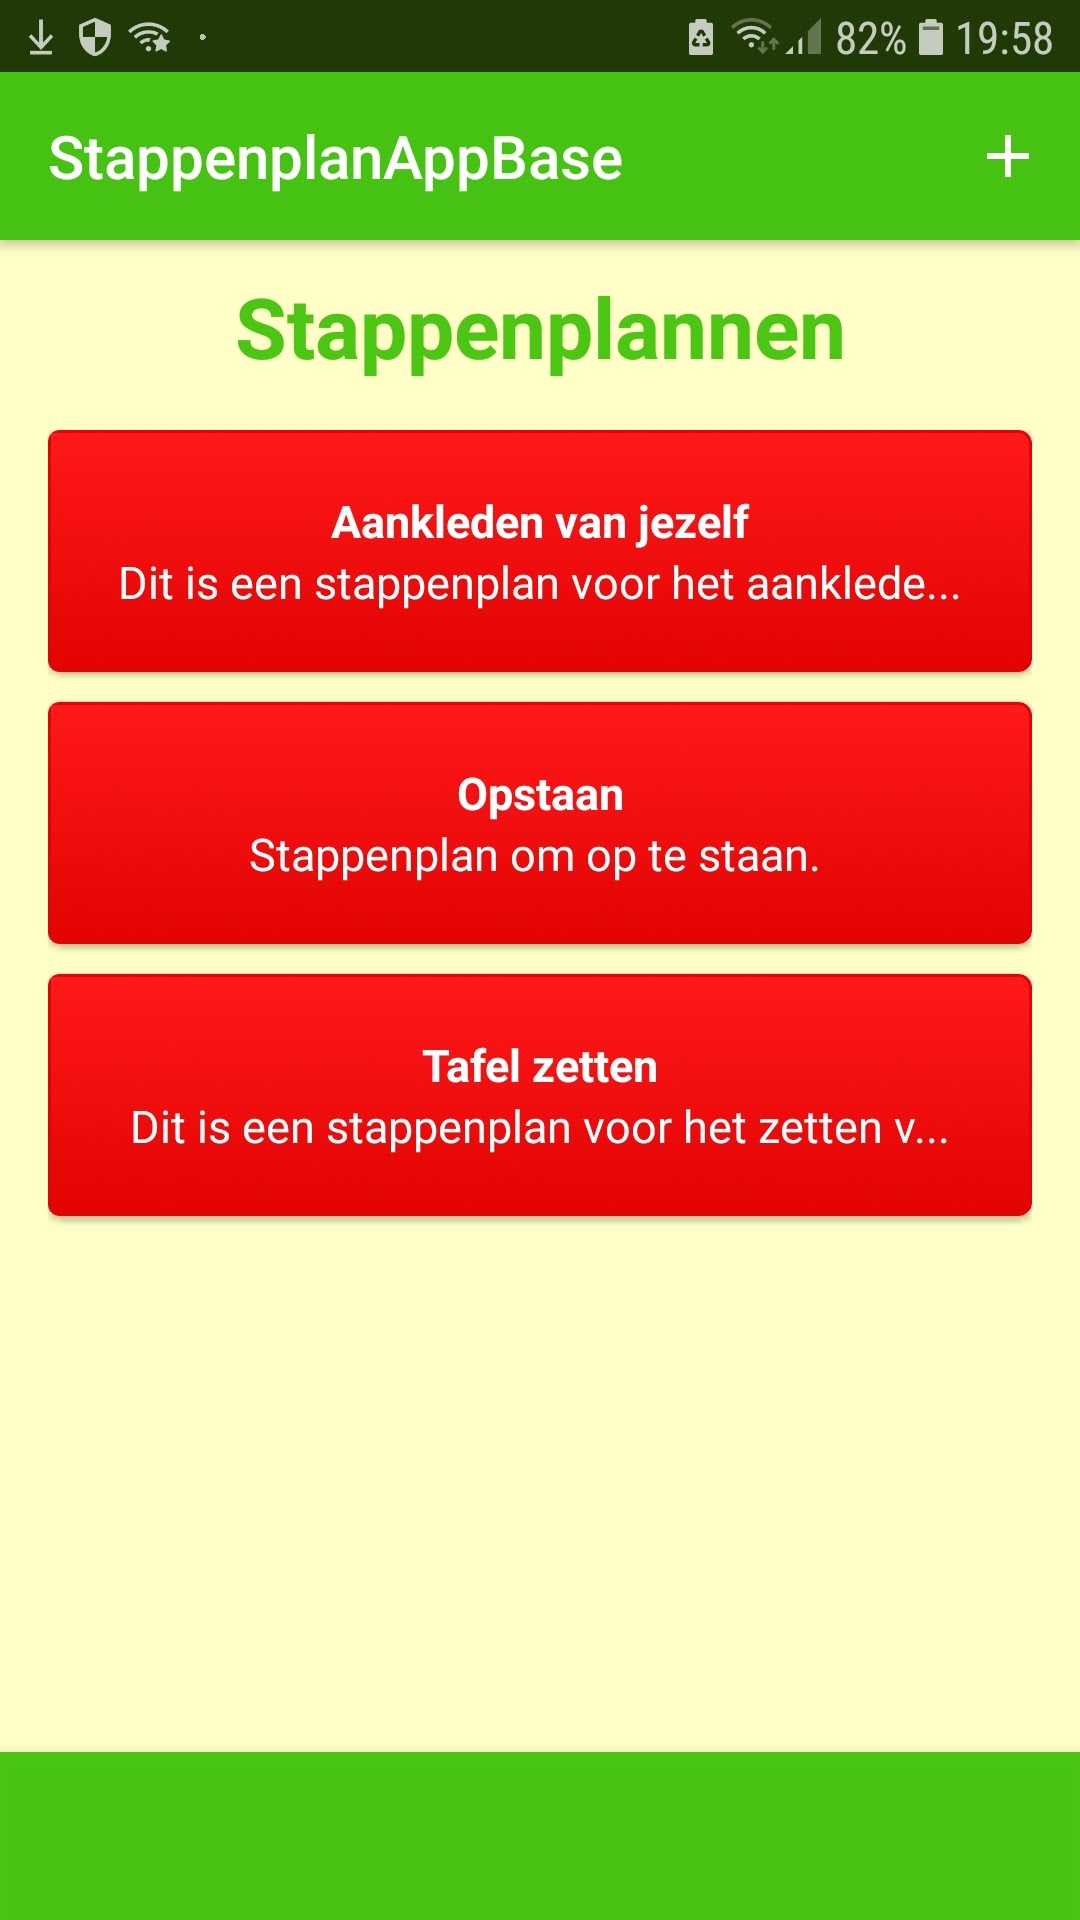 82% 19:58
StappenplanAppBase +
Stappenplannen
Aankleden van jezelf
Dit is een stappenplan voor het aanklede...
Opstaan
Stappenplan om op te staan.
Tafel zetten
Dit is een stappenplan voor het zetten v...